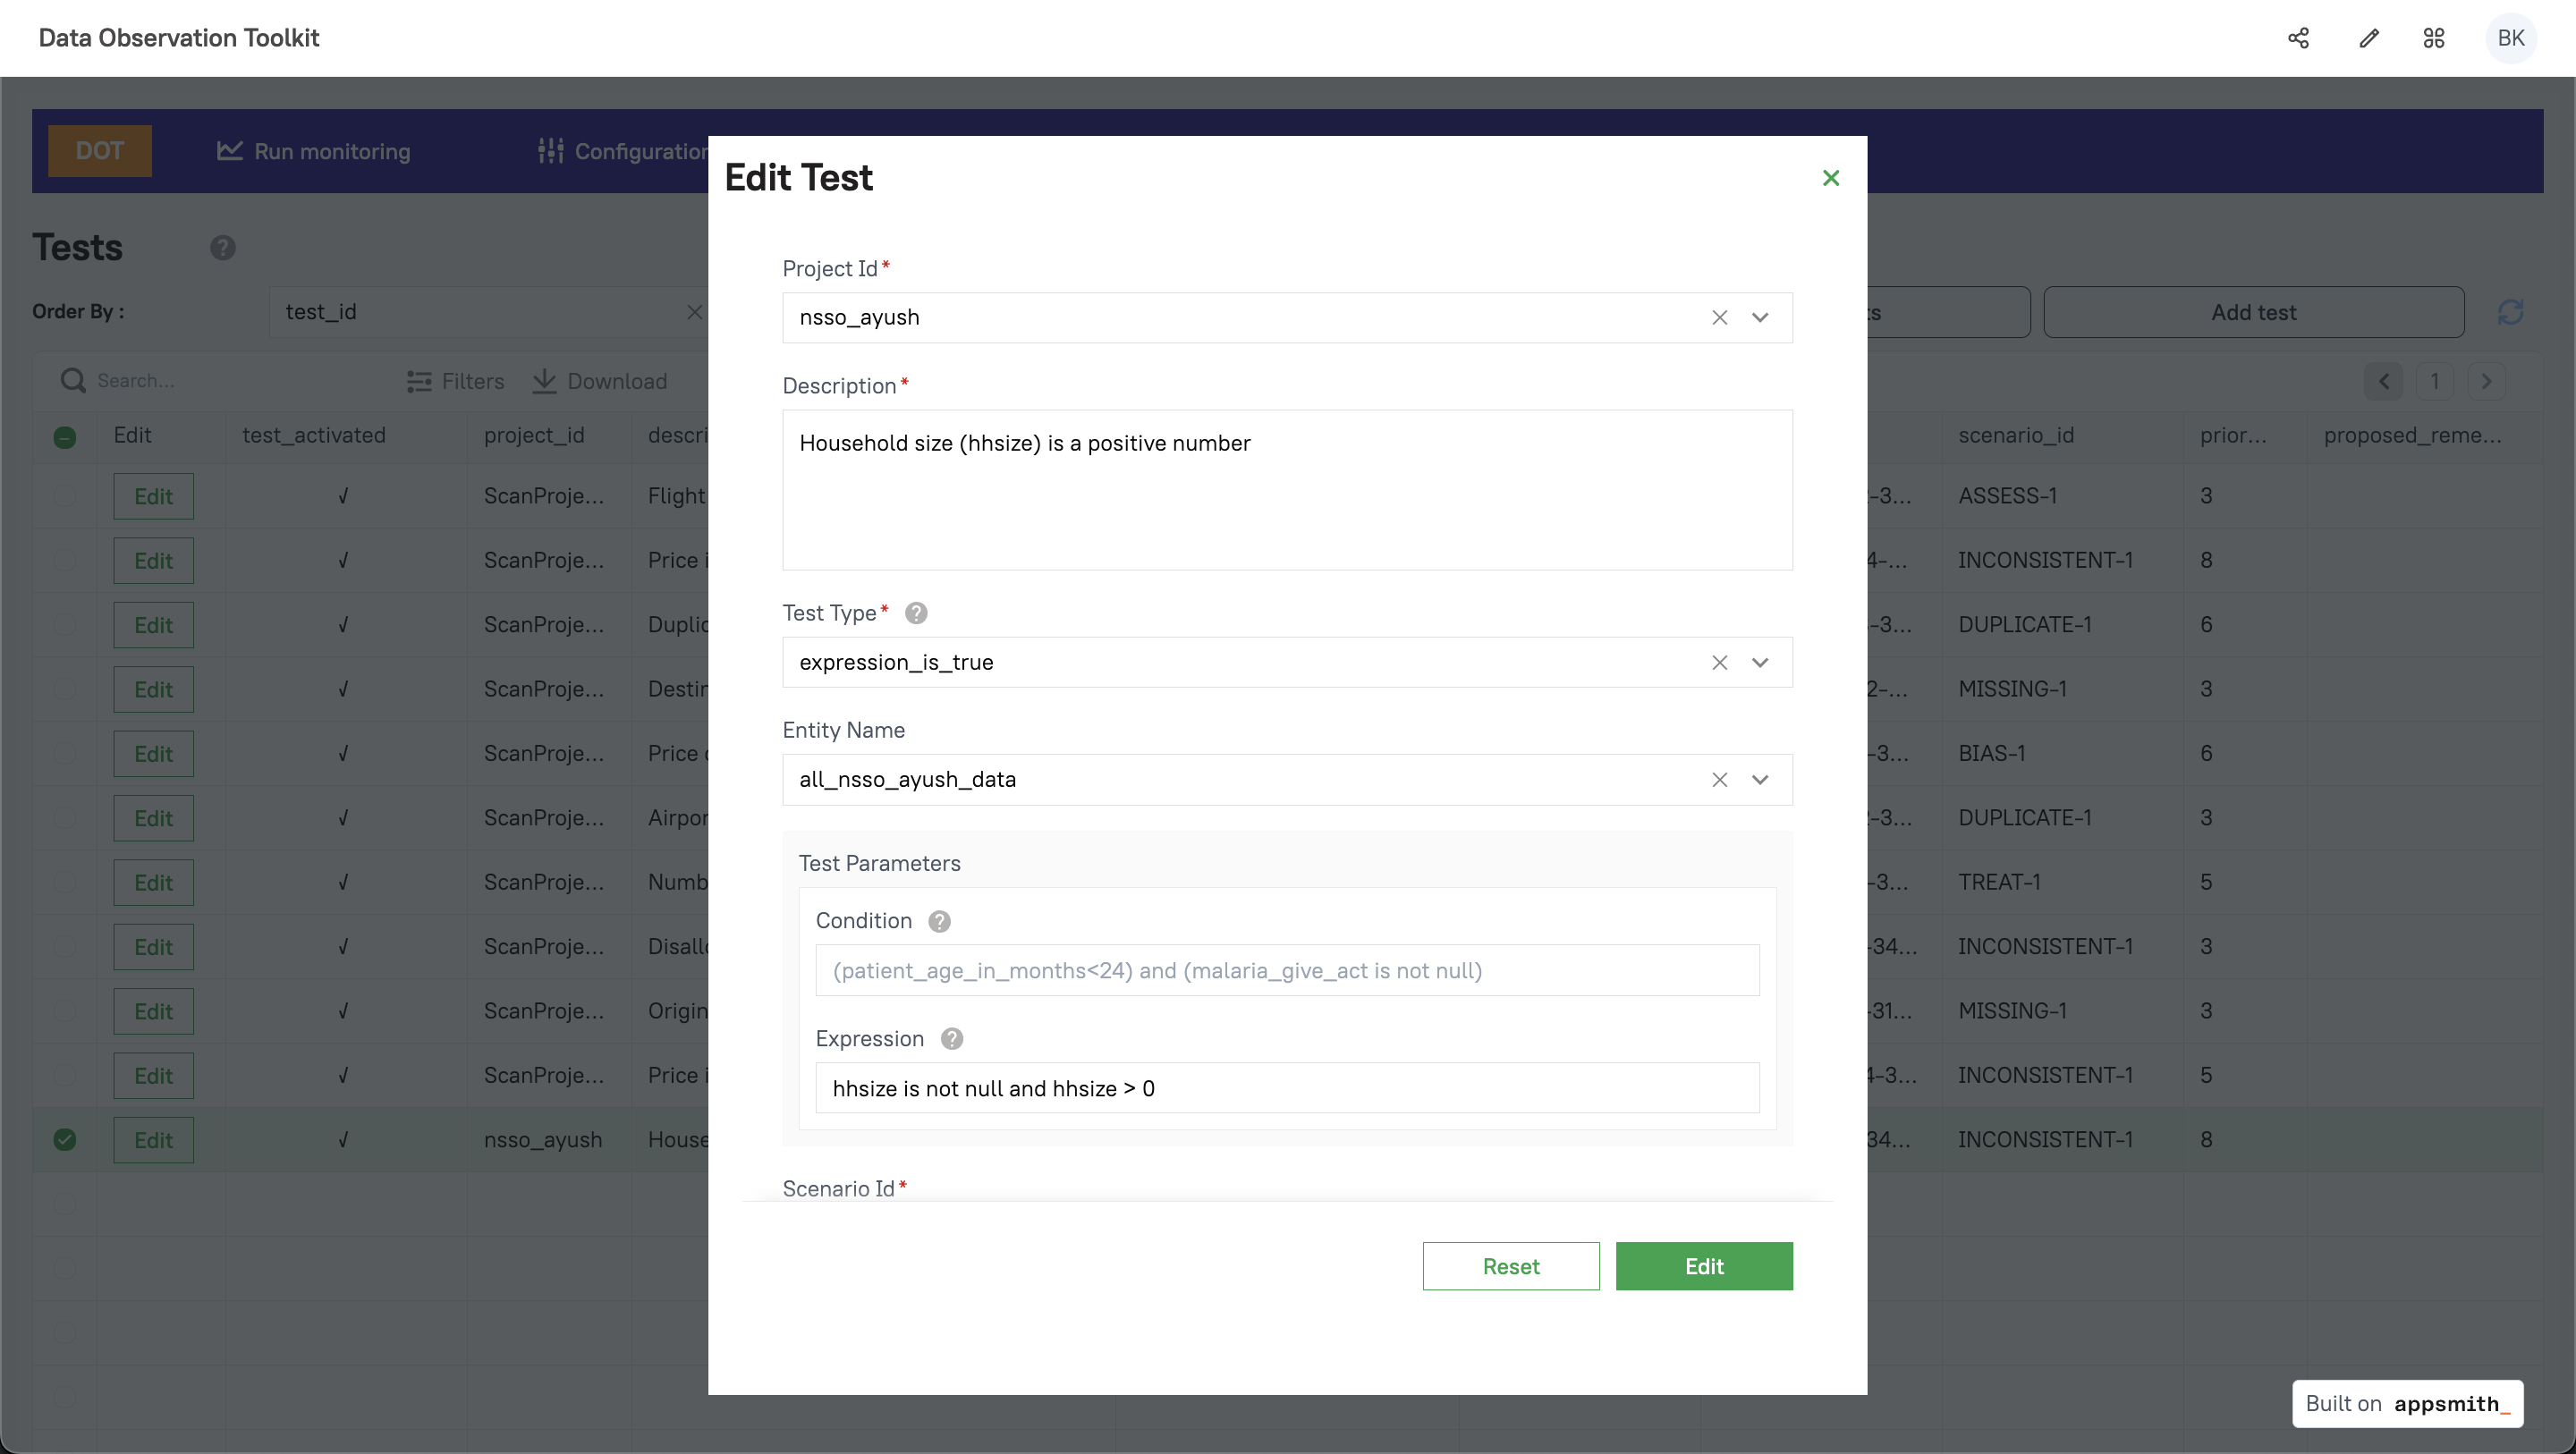 Data Observation Toolkit
BK
DOT
Run monitoring
Configuration
Tests
Order By :
test_id
Add test
Search...
Filters
Download
1
Edit test_activated project_id descri scenario_id prior... proposed_reme...
Edit √ ScanProje... Flight -3... ASSESS-1 3
Edit √ ScanProje... Price i 4-... INCONSISTENT-1 8
Edit √ ScanProje... Duplic -3... DUPLICATE-1 6
Edit √ ScanProje... Destin 2-... MISSING-1 3
Edit √ ScanProje... Price -3... BIAS-1 6
Edit √ ScanProje... Airpor -3... DUPLICATE-1 3
Edit √ ScanProje... Numb -3... TREAT-1 5
Edit √ ScanProje... Disallo -34... INCONSISTENT-1 3
Edit √ ScanProje... Origin -31... MISSING-1 3
Edit √ ScanProje... Price i 4-3... INCONSISTENT-1 5
Edit √ nsso_ayush House 34... INCONSISTENT-1 8
Edit Test
Project Id*
nsso_ayush
Description*
Household size (hhsize) is a positive number
Test Type*
expression_is_true
Entity Name
all_nsso_ayush_data
Test Parameters
Condition
(patient_age_in_months<24) and (malaria_give_act is not null)
Expression
hhsize is not null and hhsize > 0
Scenario Id*
Reset
Edit
Built on appsmith_